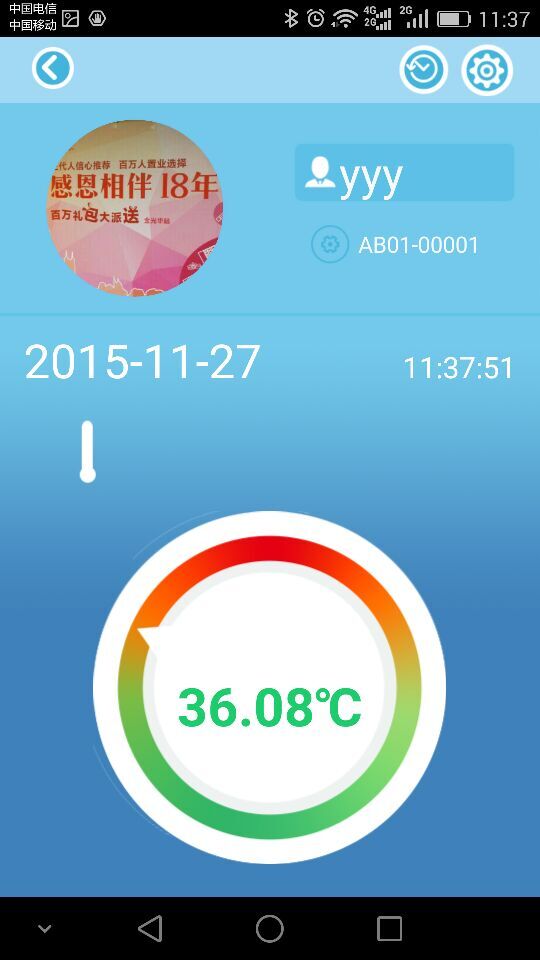 中国电信
中国移动
4G
2G
2G
11:37
代人信心推荐 百万人置业选择
感恩相伴 18年
百万礼包大派送 金光华越
yyy
AB01-00001
2015-11-27
11:37:51
36.08℃